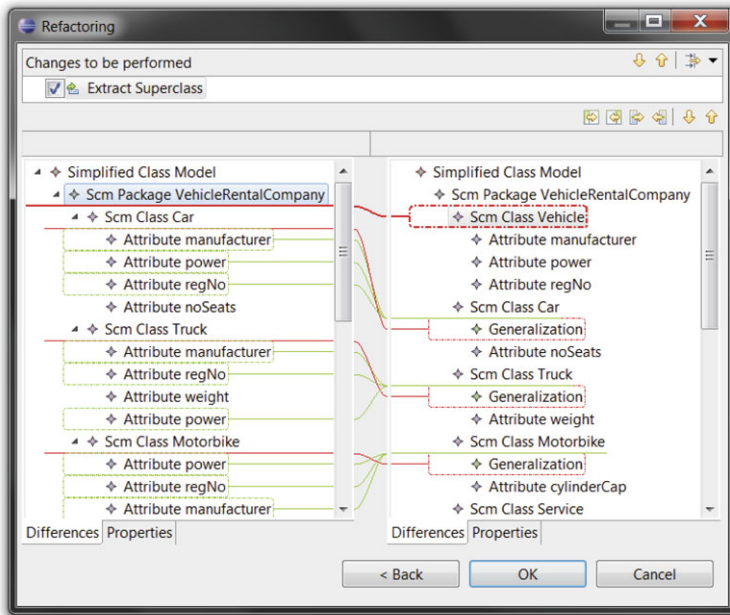 Refactoring
Changes to be performed
Extract Superclass
Simplified Class Model
Scm Package VehicleRentalCompany
Scm Class Car
Attribute manufacturer
Attribute power
Attribute regNo
Attribute noSeats
Scm Class Truck
Attribute manufacturer
Attribute regNo
Attribute weight
Attribute power
Scm Class Motorbike
Attribute power
Attribute regNo
Attribute manufacturer
Differences Properties
Simplified Class Model
Scm Package VehicleRentalCompany
Scm Class Vehicle
Attribute manufacturer
Attribute power
Attribute regNo
Scm Class Car
Generalization
Attribute noSeats
Scm Class Truck
Generalization
Attribute weight
Scm Class Motorbike
Generalization
Attribute cylinderCap
Scm Class Service
Differences Properties
< Back
OK
Cancel